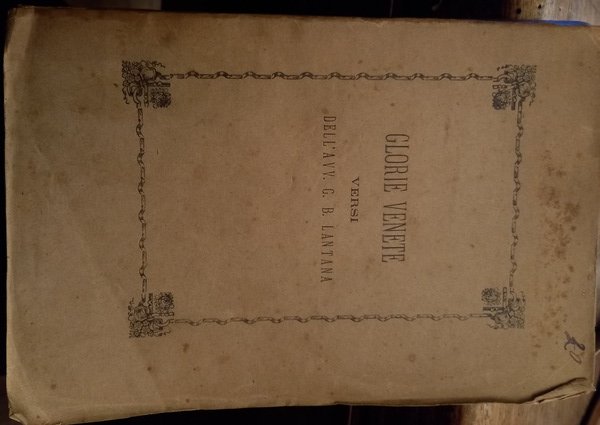 GLORIE VENETE
VERSI
DELL'AVV. G. B. LANTANA